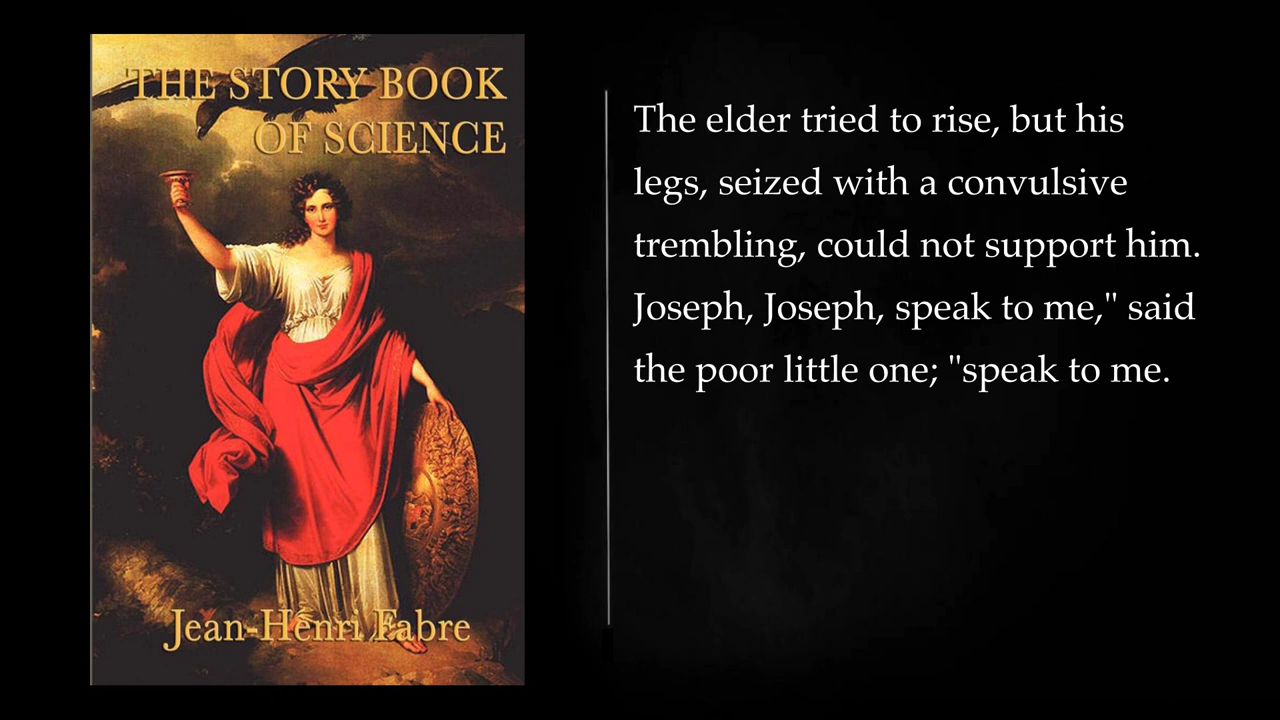 THE STORY BOOK
OF SCIENCE
Jean-Henri Fabre
The elder tried to rise, but his
legs, seized with a convulsive
trembling, could not support him.
Joseph, Joseph, speak to me," said
the poor little one; "speak to me.